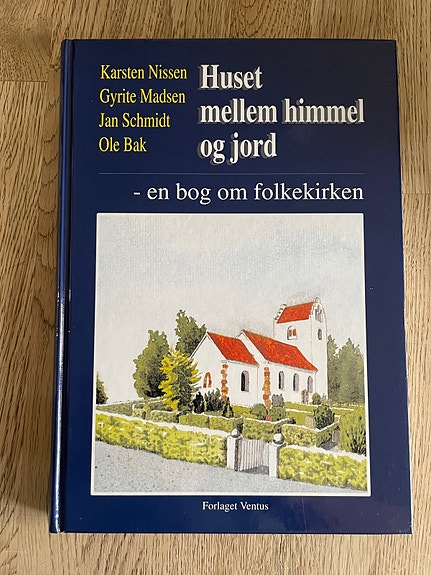 Karsten Nissen
Gyrite Madsen
Jan Schmidt
Ole Bak
Huset
mellem himmel
og jord
- en bog om folkekirken
Forlaget Ventus